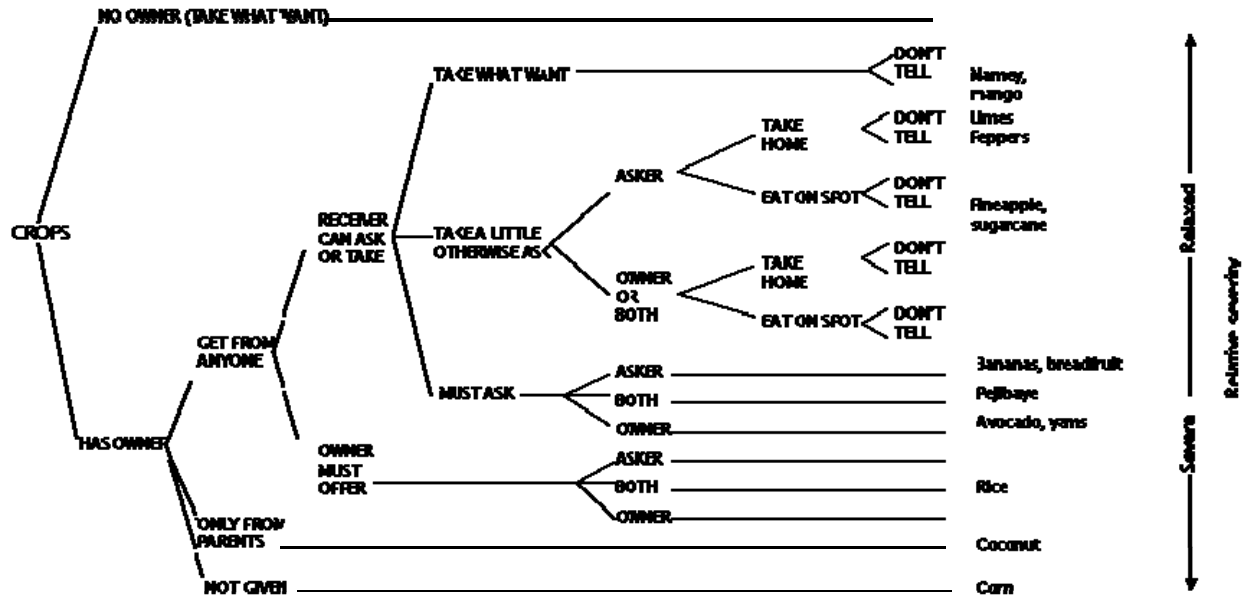 NO OWNER (TAKE WHAT WANT)
DON'T
TAKE WHAT WANT
TELL
Mamey,
mango
TAKE
HOME
DON'T
TELL
Limes
Peppers
ASKER
EAT ON SPOT
DON'T
TELL
Pineapple,
sugarcane
Relaxed
CROPS
RECEIVER
CAN ASK
OR TAKE
TAKE A LITTLE
OTHERWISE ASK
OWNER
OR
BOTH
TAKE
HOME
DON'T
TELL
EAT ON SPOT
DON'T
TELL
Relative severity
GET FROM
ANYONE
ASKER
Bananas, breadfruit
MUST ASK
BOTH
Pejibaye
OWNER
Avocado, yams
HAS OWNER
OWNER
MUST
OFFER
ASKER
BOTH
Rice
OWNER
Severe
ONLY FROM
PARENTS
Coconut
NOT GIVEN
Corn